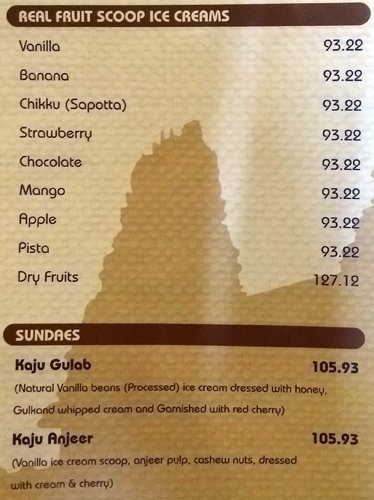 REAL FRUIT SCOOP ICE CREAMS
Vanilla 93.22
Banana 93.22
Chikku (Sapotta) 93.22
Strawberry 93.22
Chocolate 93.22
Mango 93.22
Apple 93.22
Pista 93.22
Dry Fruits 127.12
SUNDAES
Kaju Gulab 105.93
(Natural Vanilla beans (Processed) ice cream dressed with honey,
Gulkand whipped cream and Garnished with red cherry)
Kaju Anjeer 105.93
(Vanilla ice cream scoop, anjeer pulp, cashew nuts, dressed
with cream & cherry)